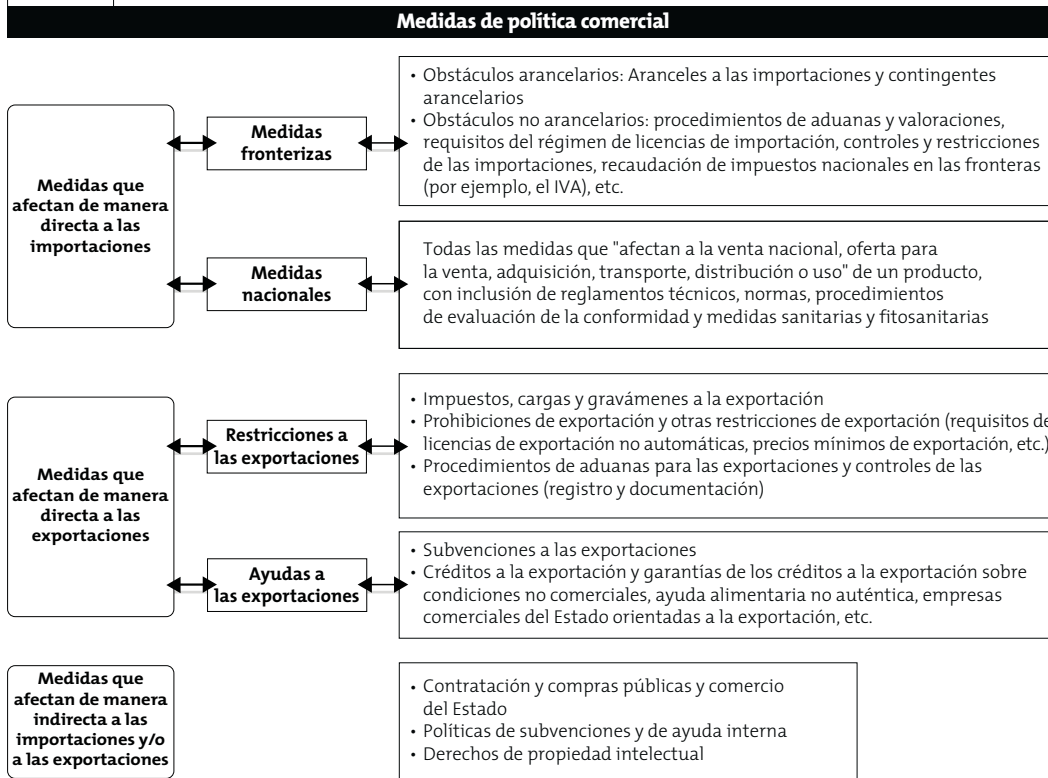 Medidas de política comercial
Medidas que
afectan de manera
directa a las
importaciones
Medidas
fronterizas
• Obstáculos arancelarios: Aranceles a las importaciones y contingentes
arancelarios
• Obstáculos no arancelarios: procedimientos de aduanas y valoraciones,
requisitos del régimen de licencias de importación, controles y restricciones
de las importaciones, recaudación de impuestos nacionales en las fronteras
(por ejemplo, el IVA), etc.
Medidas
nacionales
Todas las medidas que "afectan a la venta nacional, oferta para
la venta, adquisición, transporte, distribución o uso" de un producto,
con inclusión de reglamentos técnicos, normas, procedimientos
de evaluación de la conformidad y medidas sanitarias y fitosanitarias
Medidas que
afectan de manera
directa a las
exportaciones
Restricciones a
las exportaciones
• Impuestos, cargas y gravámenes a la exportación
• Prohibiciones de exportación y otras restricciones de exportación (requisitos de
licencias de exportación no automáticas, precios mínimos de exportación, etc.)
• Procedimientos de aduanas para las exportaciones y controles de las
exportaciones (registro y documentación)
Ayudas a
las exportaciones
• Subvenciones a las exportaciones
• Créditos a la exportación y garantías de los créditos a la exportación sobre
condiciones no comerciales, ayuda alimentaria no auténtica, empresas
comerciales del Estado orientadas a la exportación, etc.
Medidas que
afectan de manera
indirecta a las
importaciones y/o
a las exportaciones
• Contratación y compras públicas y comercio
del Estado
• Políticas de subvenciones y de ayuda interna
• Derechos de propiedad intelectual